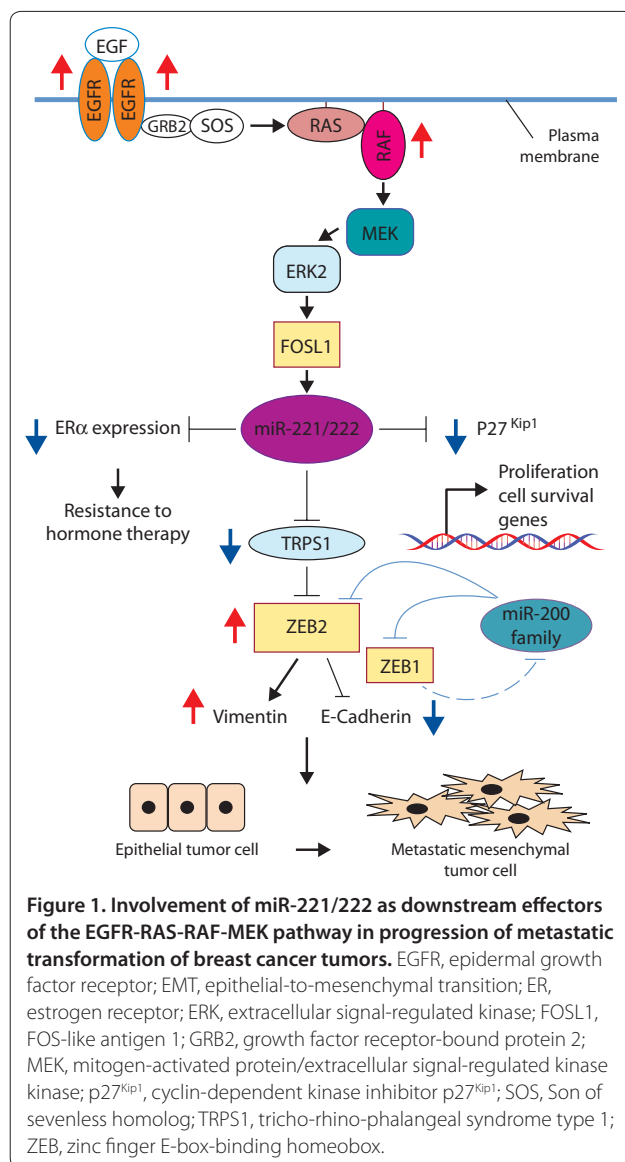 EGF
EGFR
EGFR
GRB2
SOS
RAS
RAF
Plasma
membrane
MEK
ERK2
FOSL1
ERα expression
miR-221/222
P27 Kip1
Resistance to
hormone therapy
Proliferation
cell survival
genes
TRPS1
ZEB2
miR-200
family
ZEB1
Vimentin
E-Cadherin
Epithelial tumor cell
Metastatic mesenchymal
tumor cell
Figure 1. Involvement of miR-221/222 as downstream effectors
of the EGFR-RAS-RAF-MEK pathway in progression of metastatic
transformation of breast cancer tumors. EGFR, epidermal growth
factor receptor; EMT, epithelial-to-mesenchymal transition; ER,
estrogen receptor; ERK, extracellular signal-regulated kinase; FOSL1,
FOS-like antigen 1; GRB2, growth factor receptor-bound protein 2;
MEK, mitogen-activated protein/extracellular signal-regulated kinase
kinase; p27Kip1, cyclin-dependent kinase inhibitor p27Kip1; SOS, Son of
sevenless homolog; TRPS1, tricho-rhino-phalangeal syndrome type 1;
ZEB, zinc finger E-box-binding homeobox.